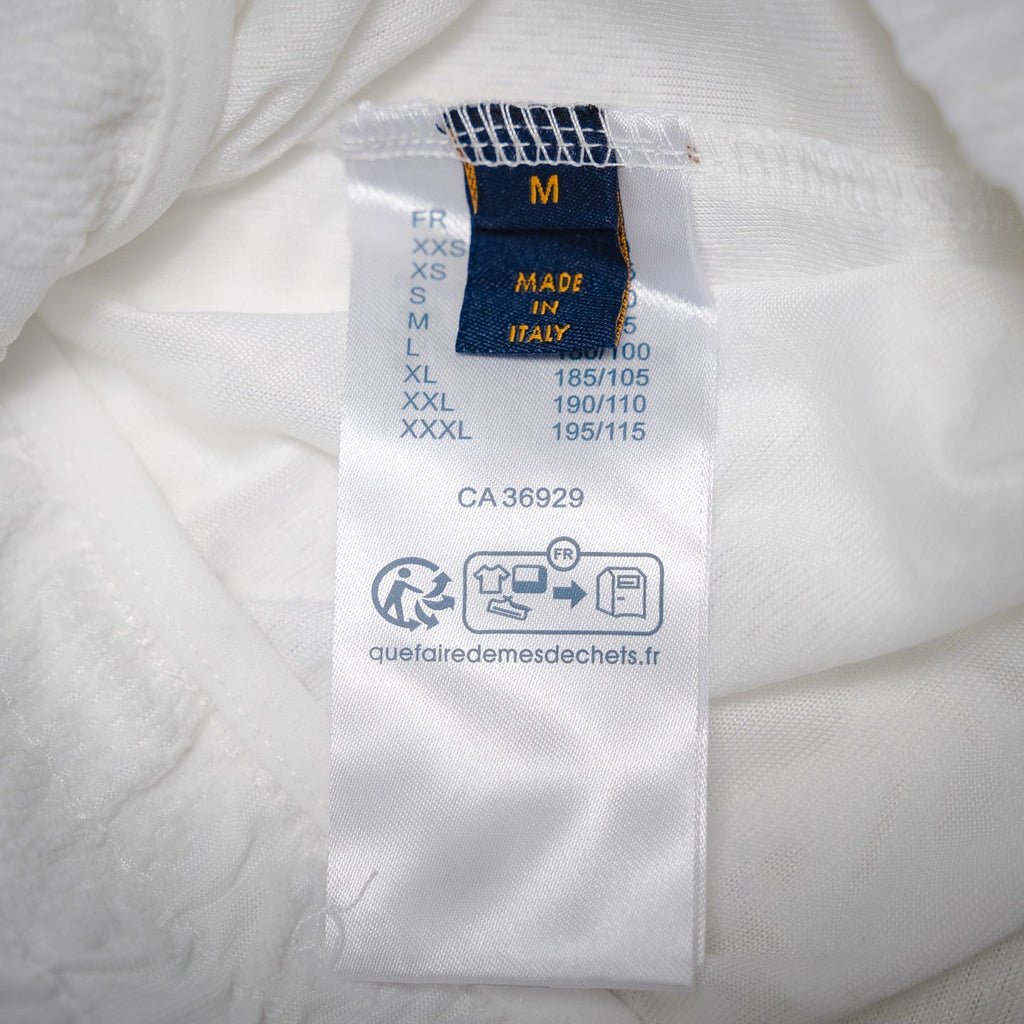 M
MADE
IN
ITALY
FR
XXS
XS
S
M
L /100
XL 185/105
XXL 190/110
XXXL 195/115
CA 36929
FR
quefairedemesdechets.fr